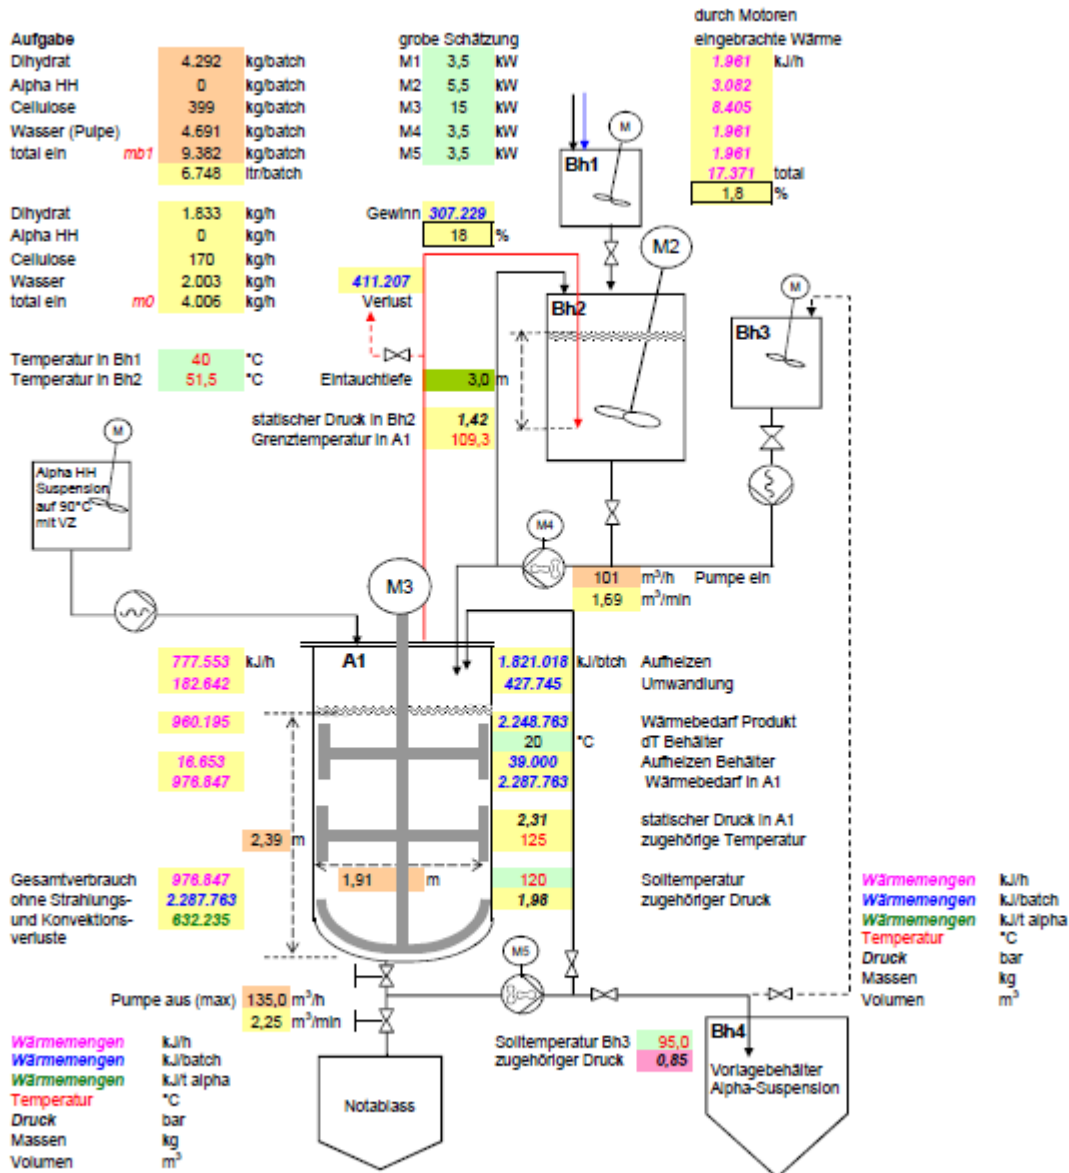 durch Motoren
Aufgabe grobe Schätzung eingebrachte Wärme
Dihydrat 4.292 kg/batch M1 3,5 kW 1.961 kJ/h
Alpha HH 0 kg/batch M2 5,5 kW 3.082
Cellulose 399 kg/batch M3 15 kW 8.405
Wasser (Pulpe) 4.691 kg/batch M4 3,5 kW 1.961
total ein mb1 9.382 kg/batch M5 3,5 kW 1.961
6.748 ltr/batch 17.371 total
1,8 %
M
Bh1
Dihydrat 1.833 kg/h Gewinn 307.229
Alpha HH 0 kg/h 18 %
Cellulose 170 kg/h
Wasser 2.003 kg/h 411.207
total ein m0 4.006 kg/h Verlust
M2
Bh2
M
Bh3
Temperatur in Bh1 40 °C
Temperatur in Bh2 51,5 °C Eintauchtiefe 3,0 m
statischer Druck in Bh2 1,42
Grenztemperatur in A1 109,3
M
Alpha HH
Suspension
auf 90°C
mit VZ
M4
M3
101 m³/h Pumpe ein
1,69 m³/min
A1
777.553 kJ/h 1.821.018 kJ/btch Aufheizen
182.642 427.745 Umwandlung
960.195 2.248.763 Wärmebedarf Produkt
20 °C dT Behälter
16.653 39.000 Aufheizen Behälter
976.847 2.287.763 Wärmebedarf in A1
2,31 statischer Druck in A1
2,39 m 125 zugehörige Temperatur
1,91 m
Gesamtverbrauch 976.847 120 Solltemperatur
ohne Strahlungs- 2.287.763 1,98 zugehöriger Druck
und Konvektions- 632.235
verluste
Wärmemengen kJ/h
Wärmemengen kJ/batch
Wärmemengen kJ/t alpha
Temperatur °C
Druck bar
Massen kg
Volumen m³
M5
Pumpe aus (max) 135,0 m³/h
2,25 m³/min
Solltemperatur Bh3 95,0
zugehöriger Druck 0,85
Bh4
Vorlagebehälter
Alpha-Suspension
Notablass
Wärmemengen kJ/h
Wärmemengen kJ/batch
Wärmemengen kJ/t alpha
Temperatur °C
Druck bar
Massen kg
Volumen m³